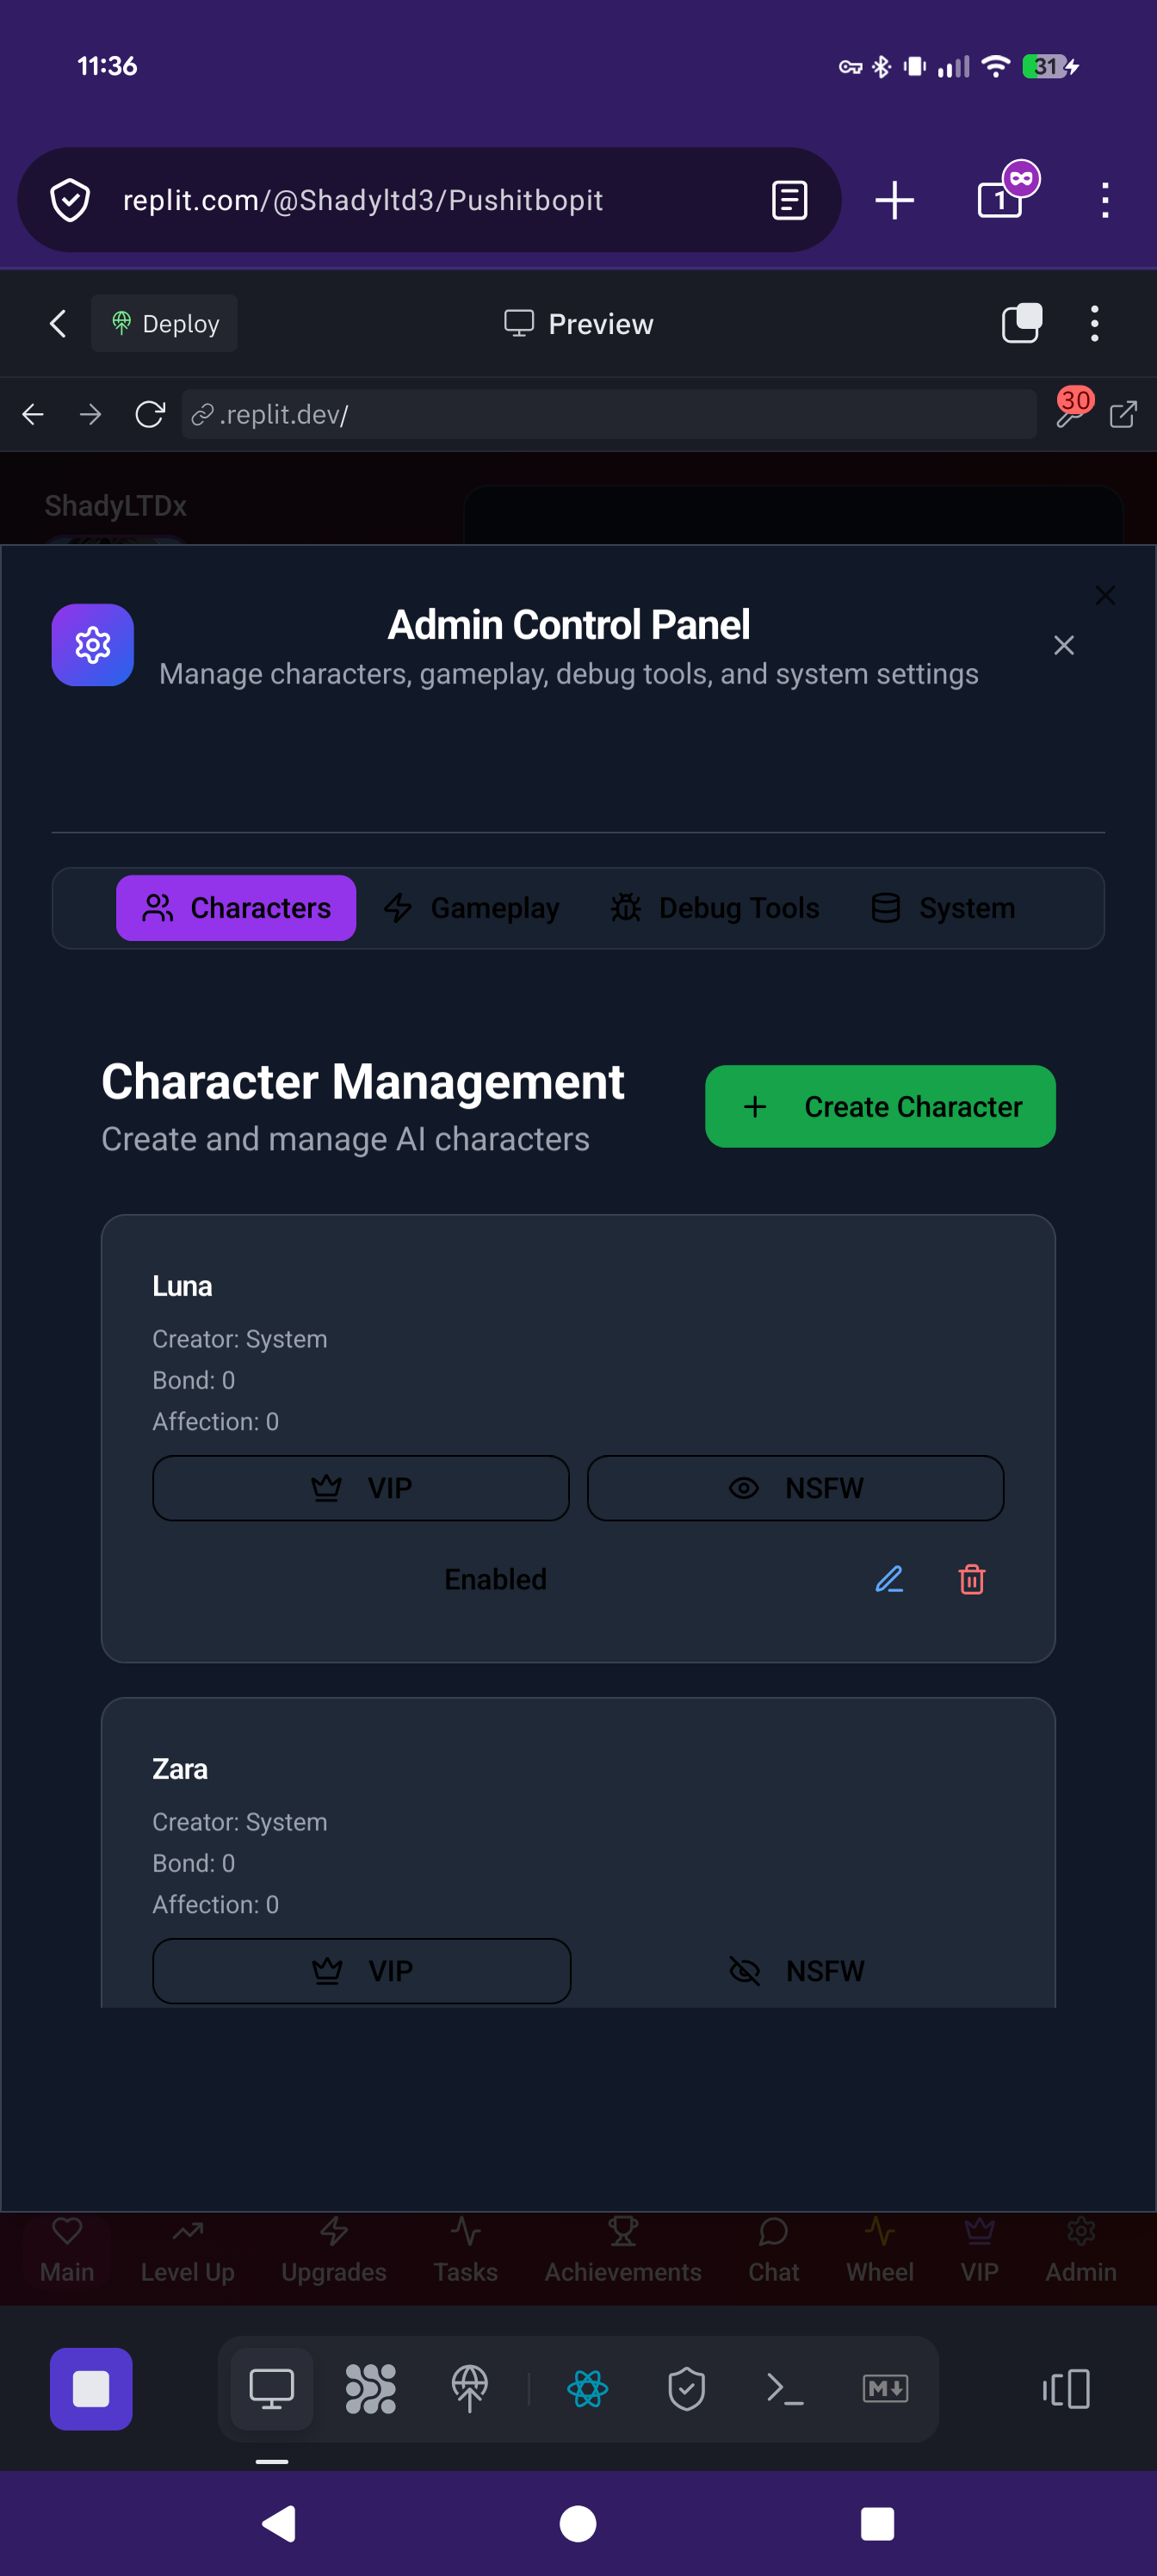 11:36
31
replit.com/@Shadyltd3/Pushitbopit
1
Deploy
Preview
.replit.dev/
30
ShadyLTDx
Admin Control Panel
Manage characters, gameplay, debug tools, and system settings
Characters
Gameplay
Debug Tools
System
Character Management
Create and manage AI characters
Create Character
Luna
Creator: System
Bond: 0
Affection: 0
VIP
NSFW
Enabled
Zara
Creator: System
Bond: 0
Affection: 0
VIP
NSFW
Main
Level Up
Upgrades
Tasks
Achievements
Chat
Wheel
VIP
Admin
M